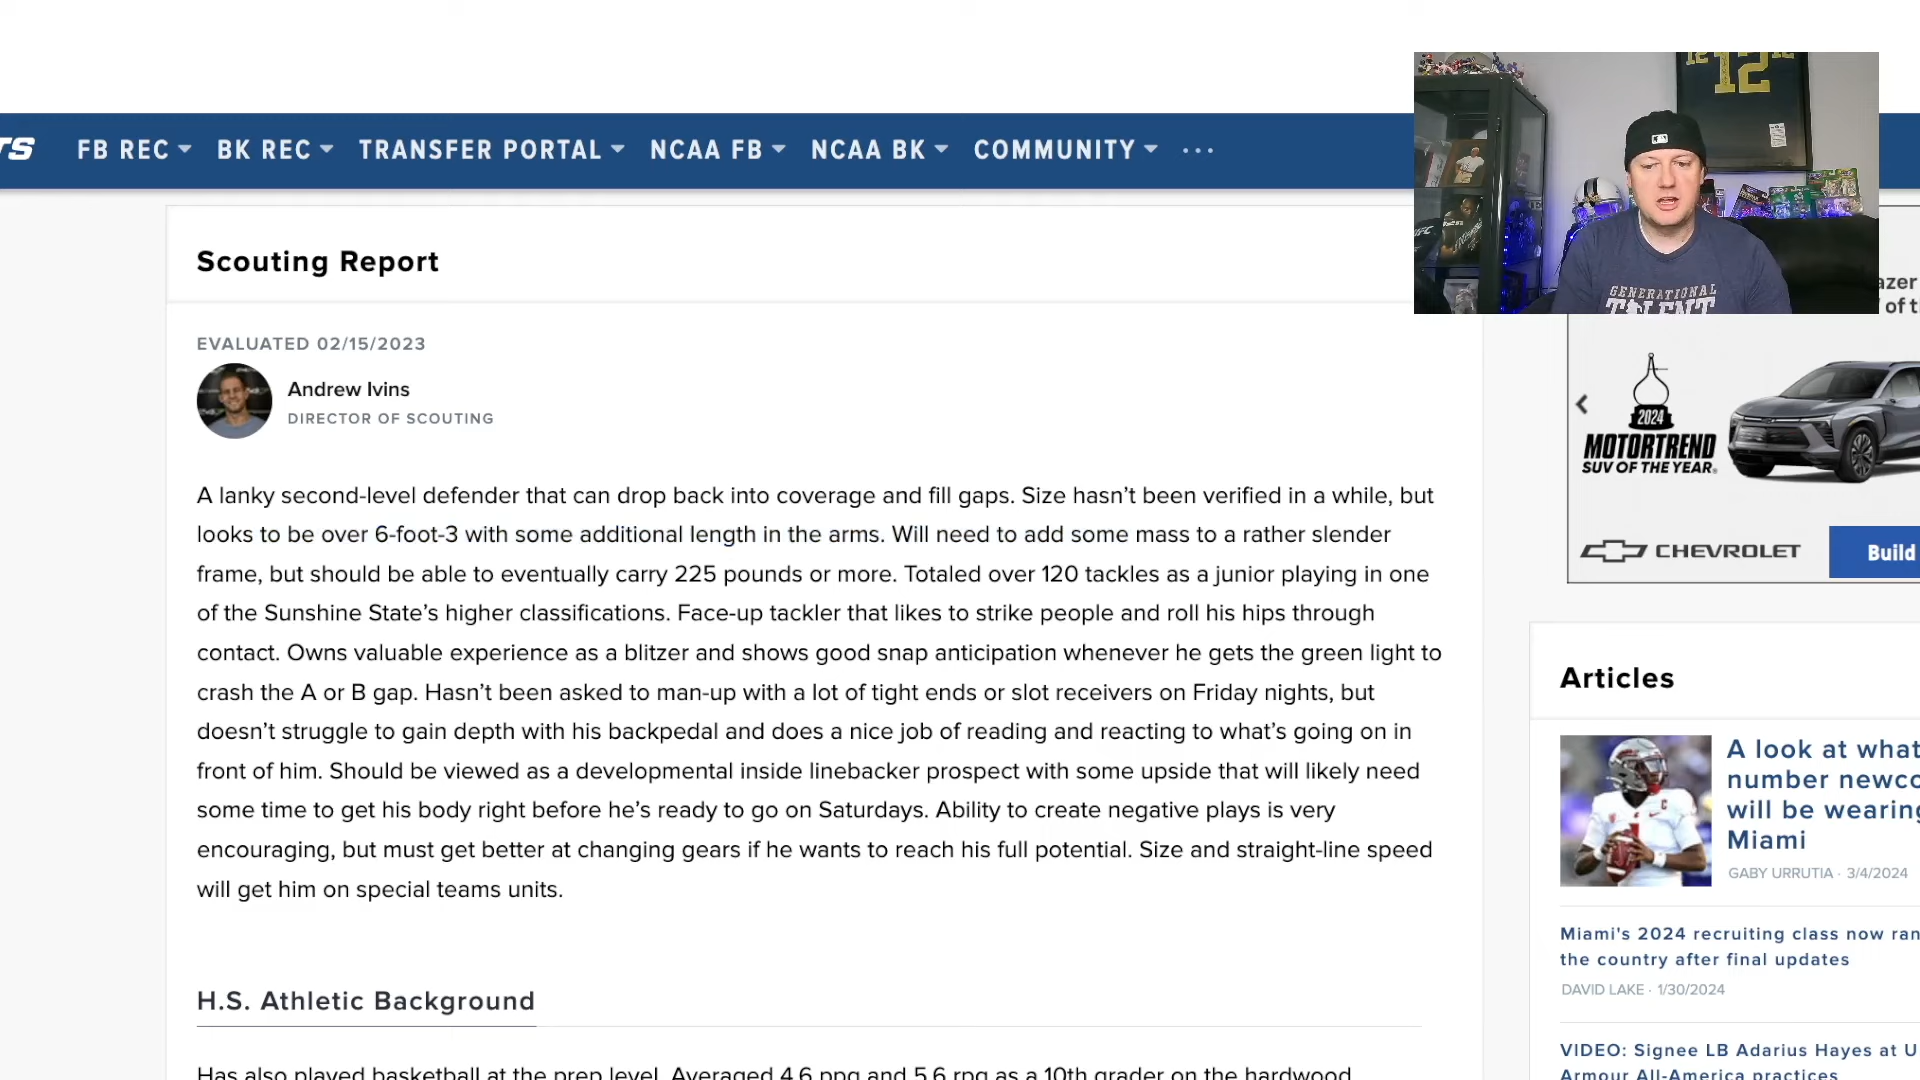 TS FB REC BK REC TRANSFER PORTAL NCAA FB NCAA BK COMMUNITY ...
12
GENERATIONAL
TALENT
Scouting Report
EVALUATED 02/15/2023
Andrew Ivins
DIRECTOR OF SCOUTING
A lanky second-level defender that can drop back into coverage and fill gaps. Size hasn't been verified in a while, but
looks to be over 6-foot-3 with some additional length in the arms. Will need to add some mass to a rather slender
frame, but should be able to eventually carry 225 pounds or more. Totaled over 120 tackles as a junior playing in one
of the Sunshine State's higher classifications. Face-up tackler that likes to strike people and roll his hips through
contact. Owns valuable experience as a blitzer and shows good snap anticipation whenever he gets the green light to
crash the A or B gap. Hasn't been asked to man-up with a lot of tight ends or slot receivers on Friday nights, but
doesn't struggle to gain depth with his backpedal and does a nice job of reading and reacting to what's going on in
front of him. Should be viewed as a developmental inside linebacker prospect with some upside that will likely need
some time to get his body right before he's ready to go on Saturdays. Ability to create negative plays is very
encouraging, but must get better at changing gears if he wants to reach his full potential. Size and straight-line speed
will get him on special teams units.
H.S. Athletic Background
Has also played basketball at the prep level. Averaged 4.6 ppg and 5.6 rpg as a 10th grader on the hardwood.
azer
of t
2024
MOTORTREND
SUV OF THE YEAR.
CHEVROLET
Build
Articles
A look at what
number newco
will be wearing
Miami
GABY URRUTIA · 3/4/2024
Miami's 2024 recruiting class now ran
the country after final updates
DAVID LAKE · 1/30/2024
VIDEO: Signee LB Adarius Hayes at U
Armour All-America practices